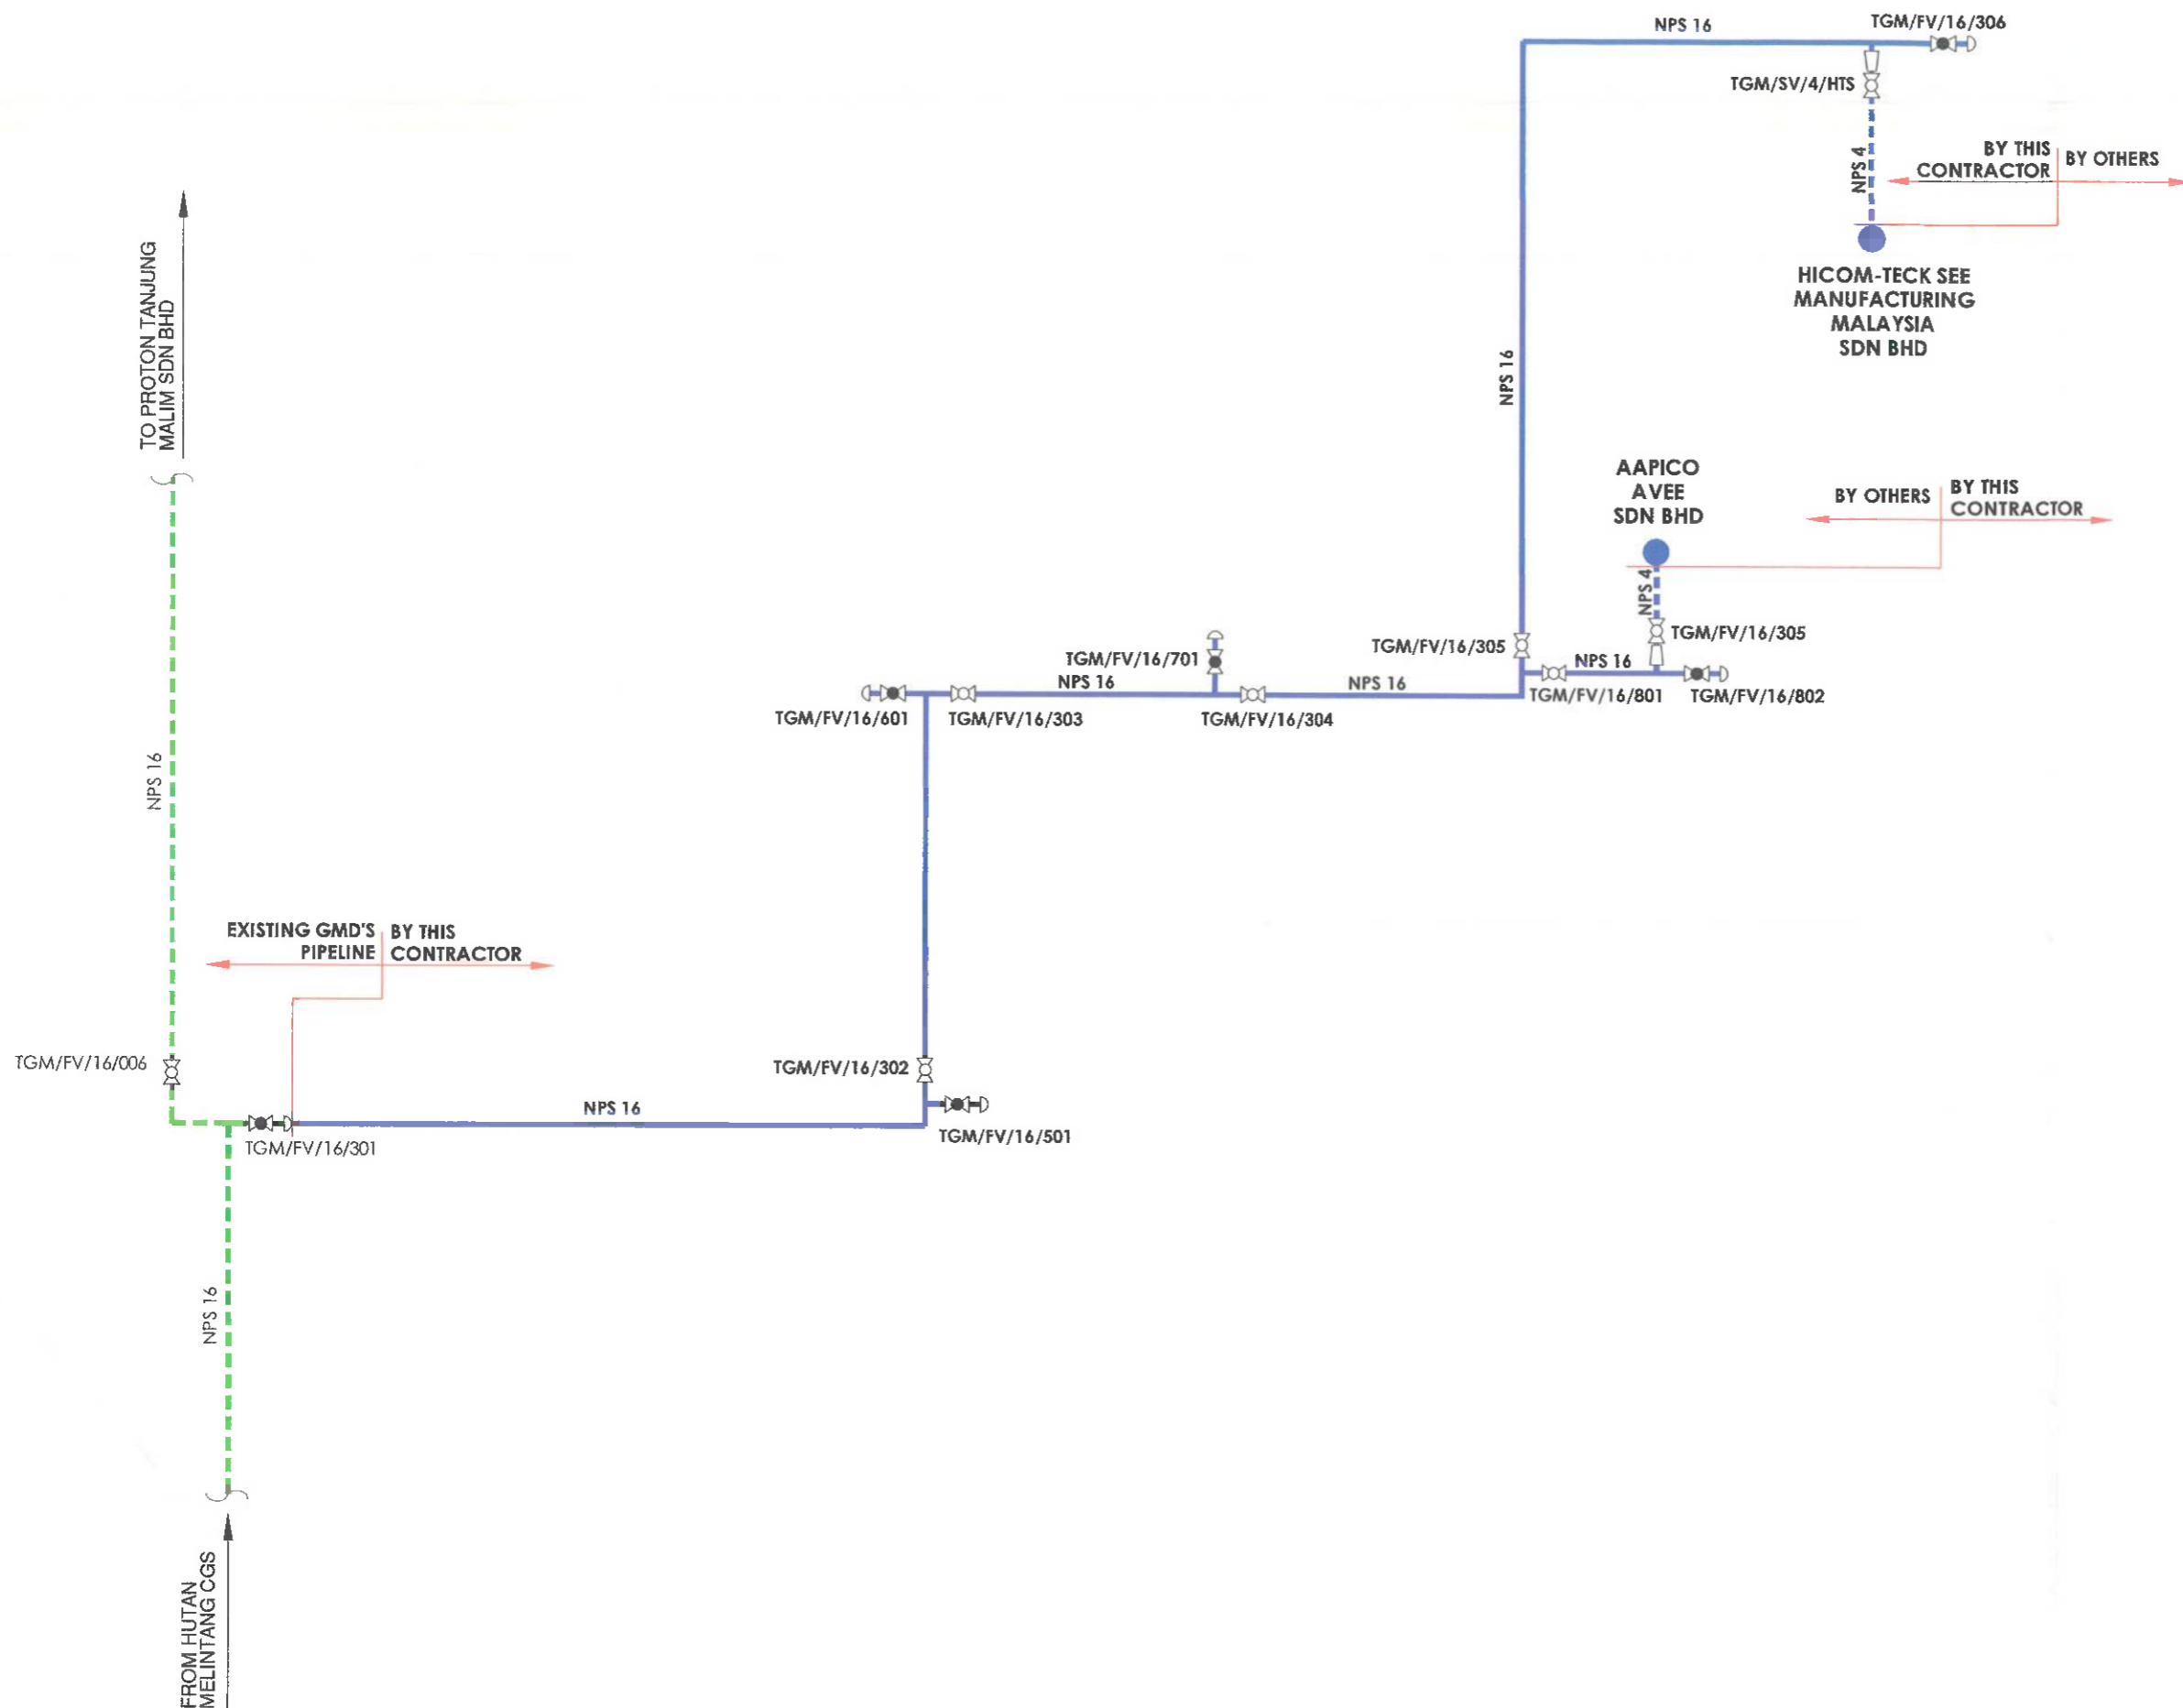 NPS 16
TGM/FV/16/306
TGM/SV/4/HTS
NPS 4
BY THIS
CONTRACTOR
BY OTHERS
HICOM-TECK SEE
MANUFACTURING
MALAYSIA
SDN BHD
TO PROTON TANJUNG
MALIM SDN BHD
NPS 16
AAPICO
AVEE
SDN BHD
BY OTHERS
BY THIS
CONTRACTOR
NPS 4
TGM/FV/16/305
TGM/FV/16/305
NPS 16
TGM/FV/16/801
TGM/FV/16/802
TGM/FV/16/701
NPS 16
NPS 16
TGM/FV/16/601
TGM/FV/16/303
TGM/FV/16/304
NPS 16
EXISTING GMD'S
PIPELINE
BY THIS
CONTRACTOR
TGM/FV/16/006
TGM/FV/16/302
NPS 16
TGM/FV/16/501
TGM/FV/16/301
NPS 16
FROM HUTAN
MELINTANG CGS